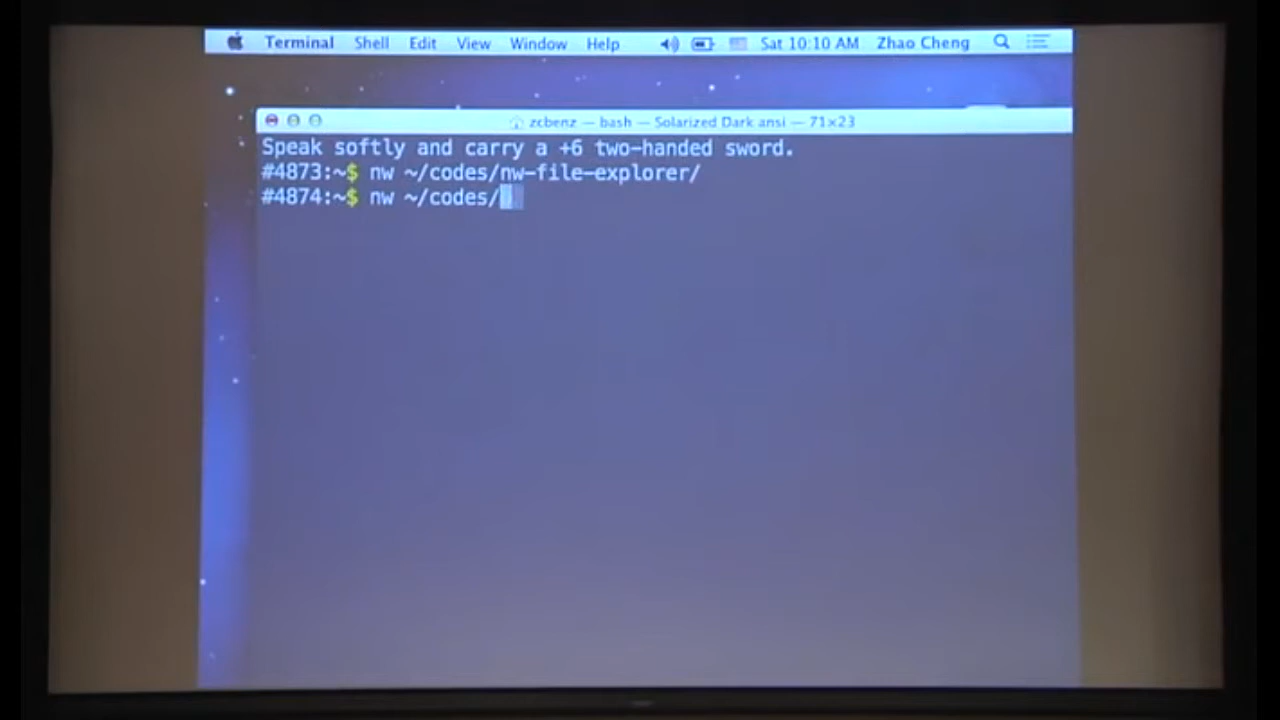 Terminal Shell Edit View Window Help Sat 10:10 AM Zhao Cheng
zcbenz — bash — Solarized Dark ansi — 71×23
Speak softly and carry a +6 two-handed sword.
#4873:~$ nw ~/codes/nw-file-explorer/
#4874:~$ nw ~/codes/